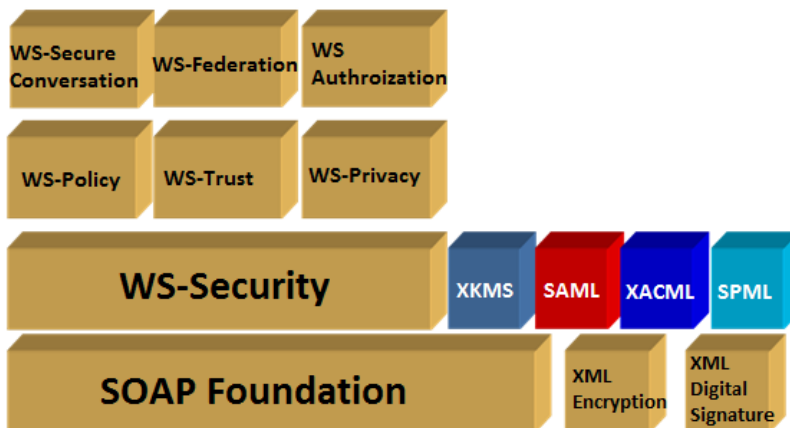 WS-Secure
Conversation
WS-Federation
WS
Authroization
WS-Policy
WS-Trust
WS-Privacy
WS-Security
XKMS
SAML
XACML
SPML
SOAP Foundation
XML
Encryption
XML
Digital
Signature